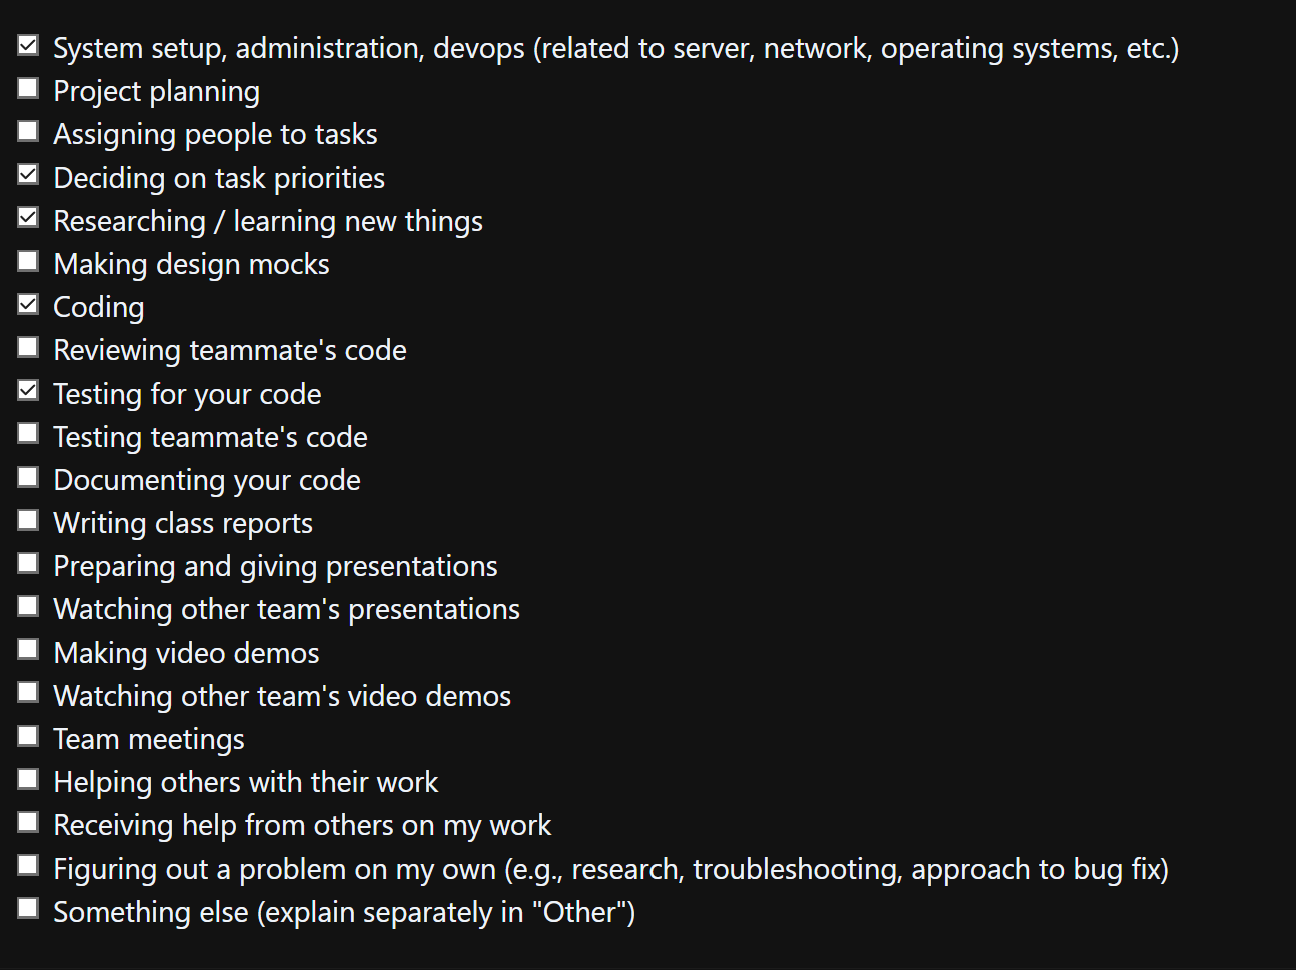 System setup, administration, devops (related to server, network, operating systems, etc.)
Project planning
Assigning people to tasks
Deciding on task priorities
Researching / learning new things
Making design mocks
Coding
Reviewing teammate's code
Testing for your code
Testing teammate's code
Documenting your code
Writing class reports
Preparing and giving presentations
Watching other team's presentations
Making video demos
Watching other team's video demos
Team meetings
Helping others with their work
Receiving help from others on my work
Figuring out a problem on my own (e.g., research, troubleshooting, approach to bug fix)
Something else (explain separately in "Other")